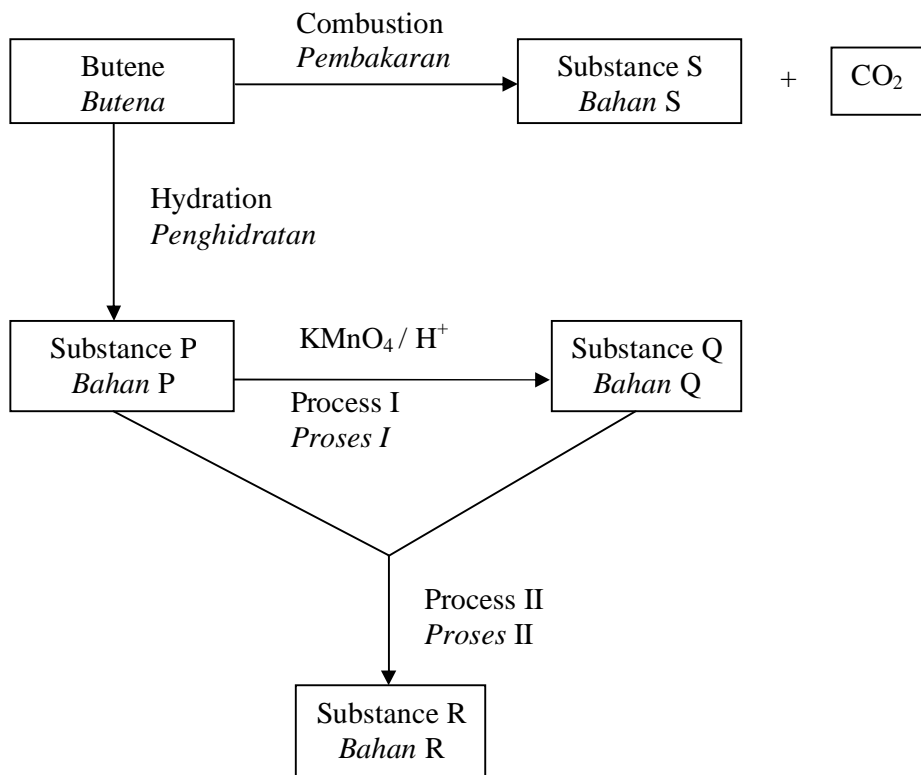 Combustion
Pembakaran
Butene
Butena
Substance S
Bahan S
+
CO₂
Hydration
Penghidratan
Substance P
Bahan P
KMnO₄ / H⁺
Process I
Proses I
Substance Q
Bahan Q
Process II
Proses II
Substance R
Bahan R